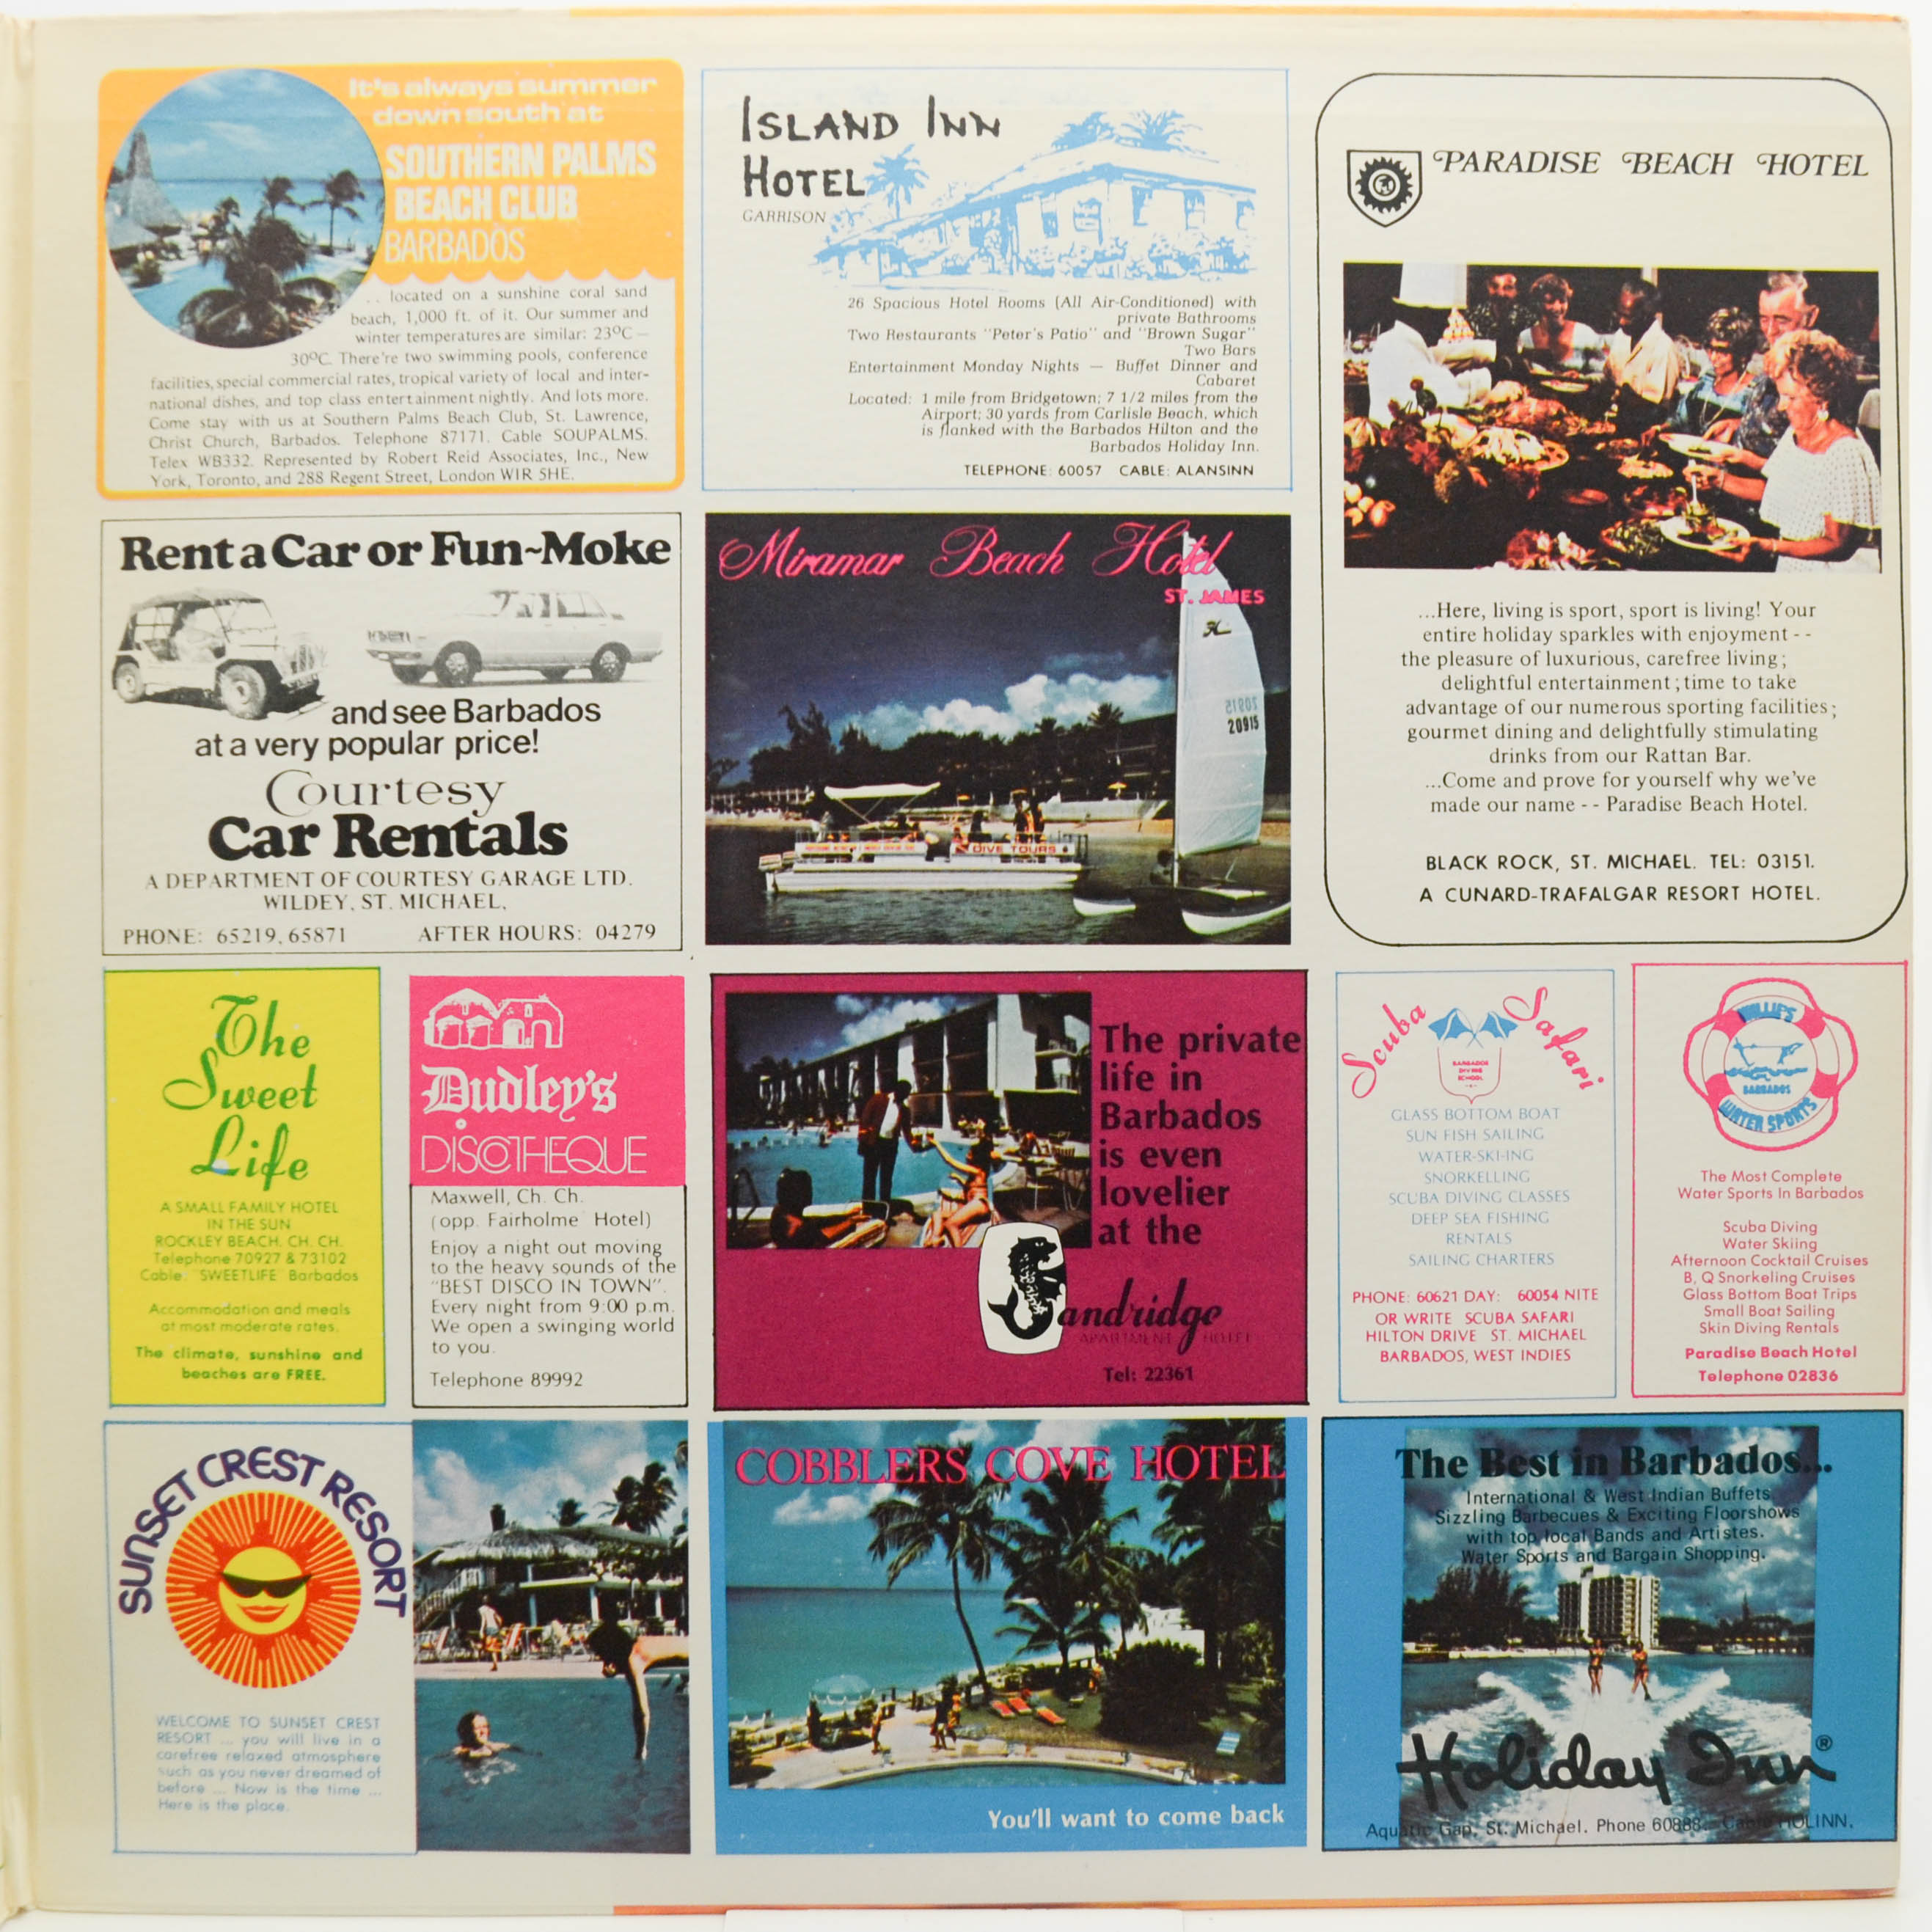 It's always summer
down south at
SOUTHERN PALMS
BEACH CLUB
BARBADOS
... located on a sunshine coral sand
beach, 1,000 ft. of it. Our summer and
winter temperatures are similar: 23ºC —
30ºC. There're two swimming pools, conference
facilities, special commercial rates, tropical variety of local and inter-
national dishes, and top class entertainment nightly. And lots more.
Come stay with us at Southern Palms Beach Club, St. Lawrence,
Christ Church, Barbados. Telephone 87171. Cable SOUPALMS.
Telex WB332. Represented by Robert Reid Associates, Inc., New
York, Toronto, and 288 Regent Street, London WIR 5HE.
ISLAND INN
HOTEL
GARRISON
26 Spacious Hotel Rooms (All Air-Conditioned) with
private Bathrooms
Two Restaurants "Peter's Patio" and "Brown Sugar"
Two Bars
Entertainment Monday Nights — Buffet Dinner and
Cabaret
Located: 1 mile from Bridgetown; 7 1/2 miles from the
Airport; 30 yards from Carlisle Beach, which
is flanked with the Barbados Hilton and the
Barbados Holiday Inn.
TELEPHONE: 60057 CABLE: ALANSINN
PARADISE BEACH HOTEL
...Here, living is sport, sport is living! Your
entire holiday sparkles with enjoyment - -
the pleasure of luxurious, carefree living;
delightful entertainment; time to take
advantage of our numerous sporting facilities;
gourmet dining and delightfully stimulating
drinks from our Rattan Bar.
...Come and prove for yourself why we've
made our name - - Paradise Beach Hotel.
BLACK ROCK, ST. MICHAEL. TEL: 03151.
A CUNARD-TRAFALGAR RESORT HOTEL.
Rent a Car or Fun~Moke
and see Barbados
at a very popular price!
Courtesy
Car Rentals
A DEPARTMENT OF COURTESY GARAGE LTD.
WILDEY, ST. MICHAEL,
PHONE: 65219, 65871 AFTER HOURS: 04279
Miramar Beach Hotel
ST. JAMES
20915
20915
DIVE TOURS
The
Sweet
Life
A SMALL FAMILY HOTEL
IN THE SUN
ROCKLEY BEACH. CH. CH.
Telephone 70927 & 73102
Cable: "SWEETLIFE" Barbados
Accommodation and meals
at most moderate rates.
The climate, sunshine and
beaches are FREE.
Dudley's
DISCOTHEQUE
Maxwell, Ch. Ch.
(opp. Fairholme Hotel)
Enjoy a night out moving
to the heavy sounds of the
"BEST DISCO IN TOWN".
Every night from 9:00 p.m.
We open a swinging world
to you.
Telephone 89992
The private
life in
Barbados
is even
lovelier
at the
Sandridge
APARTMENT HOTEL
Tel: 22361
Scuba Safari
BARBADOS
DIVING
SCHOOL
GLASS BOTTOM BOAT
SUN FISH SAILING
WATER-SKI-ING
SNORKELLING
SCUBA DIVING CLASSES
DEEP SEA FISHING
RENTALS
SAILING CHARTERS
PHONE: 60621 DAY: 60054 NITE
OR WRITE SCUBA SAFARI
HILTON DRIVE ST. MICHAEL
BARBADOS, WEST INDIES
WILLIE'S
BARBADOS
WATER SPORTS
The Most Complete
Water Sports In Barbados
Scuba Diving
Water Skiing
Afternoon Cocktail Cruises
B, Q Snorkeling Cruises
Glass Bottom Boat Trips
Small Boat Sailing
Skin Diving Rentals
Paradise Beach Hotel
Telephone 02836
SUNSET CREST RESORT
WELCOME TO SUNSET CREST
RESORT ... you will live in a
carefree relaxed atmosphere
such as you never dreamed of
before ... Now is the time ...
Here is the place.
COBBLERS COVE HOTEL
You'll want to come back
The Best in Barbados...
International & West Indian Buffets
Sizzling Barbecues & Exciting Floorshows
with top local Bands and Artistes.
Water Sports and Bargain Shopping.
Holiday Inn®
Aquatic Gap, St. Michael. Phone 60888. Cable HOLINN.